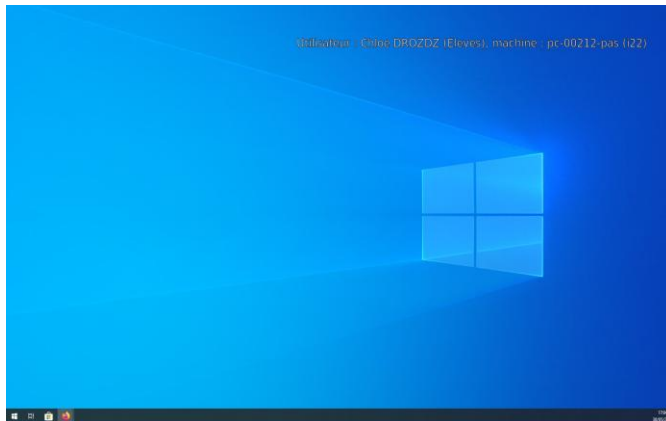 Utilisateur : Chloe DROZDZ (Eleves), machine : pc-00212-pas (i22)